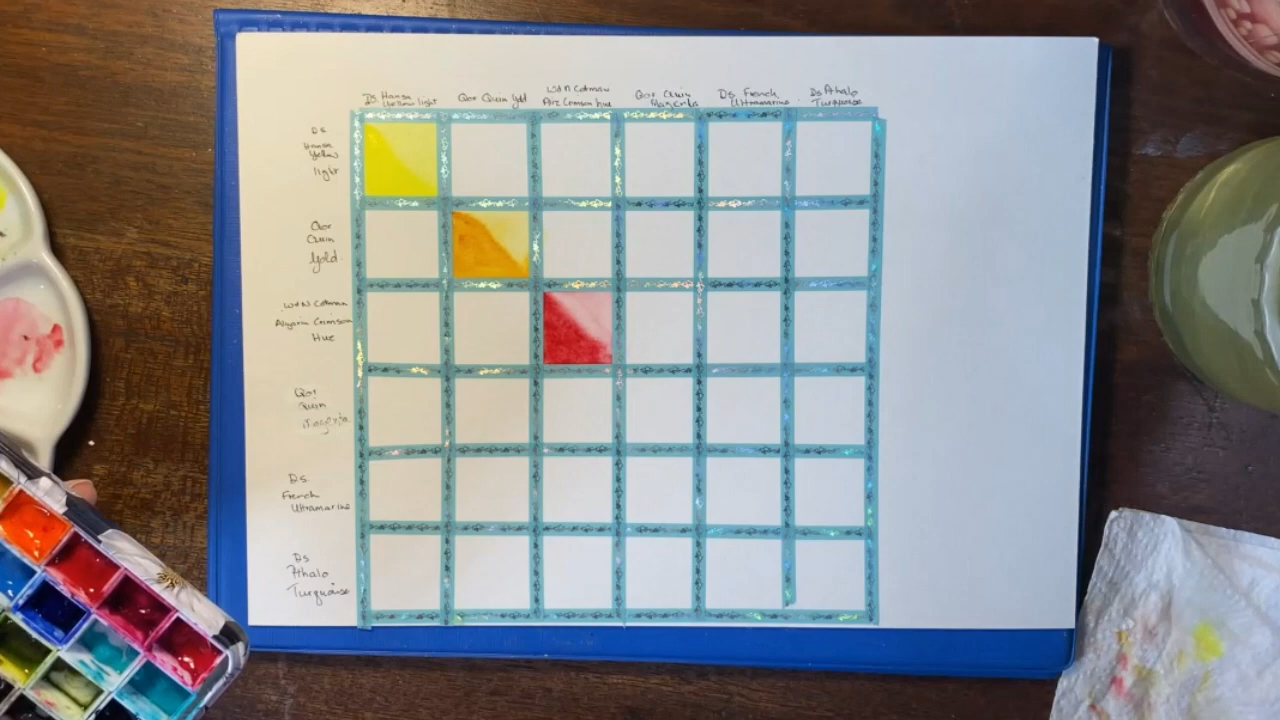 Ds Hansa
Yellow light
Qor Quin Gold
W&N Cotman
Aliz Crimson hue
Qor Quin
Magenta
Ds French
Ultramarine
Ds Pthalo
Turquoise
Ds
Hansa
Yellow
light
Qor
Quin
Gold
W&N Cotman
Alizarin Crimson
Hue
Qor
Quin
Magenta
Ds
French
Ultramarine
Ds
Pthalo
Turquoise